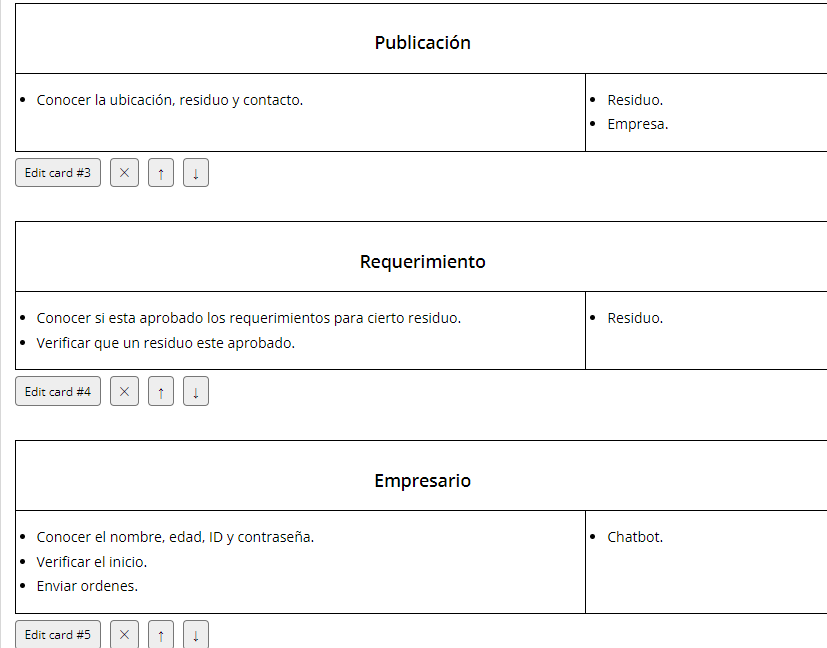 Publicación
Conocer la ubicación, residuo y contacto.
Residuo.
Empresa.
Edit card #3
×
↑
↓
Requerimiento
Conocer si esta aprobado los requerimientos para cierto residuo.
Verificar que un residuo este aprobado.
Residuo.
Edit card #4
×
↑
↓
Empresario
Conocer el nombre, edad, ID y contraseña.
Verificar el inicio.
Enviar ordenes.
Chatbot.
Edit card #5
×
↑
↓